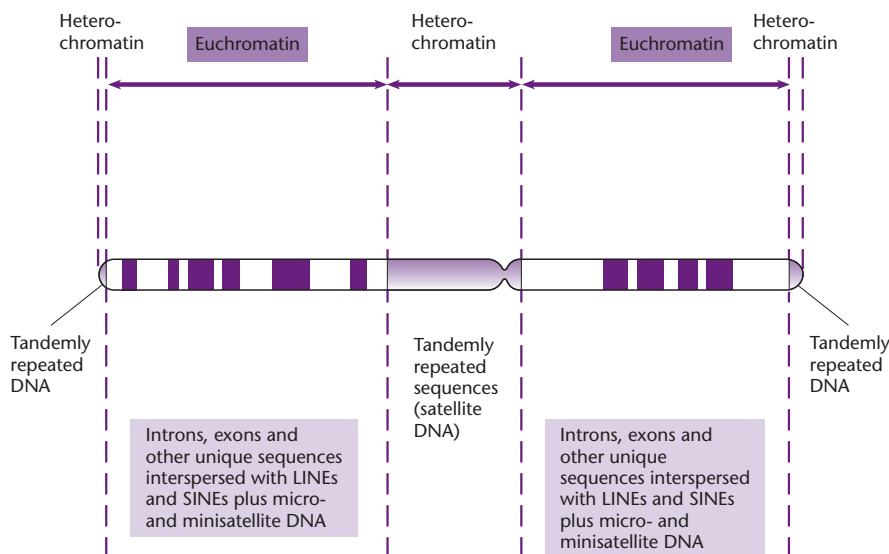 Hetero-
chromatin
Euchromatin
Hetero-
chromatin
Euchromatin
Hetero-
chromatin
Tandemly
repeated
DNA
Tandemly
repeated
sequences
(satellite
DNA)
Tandemly
repeated
DNA
Introns, exons and
other unique sequences
interspersed with LINEs
and SINEs plus micro-
and minisatellite DNA
Introns, exons and
other unique
sequences interspersed
with LINEs and SINEs
plus micro- and
minisatellite DNA